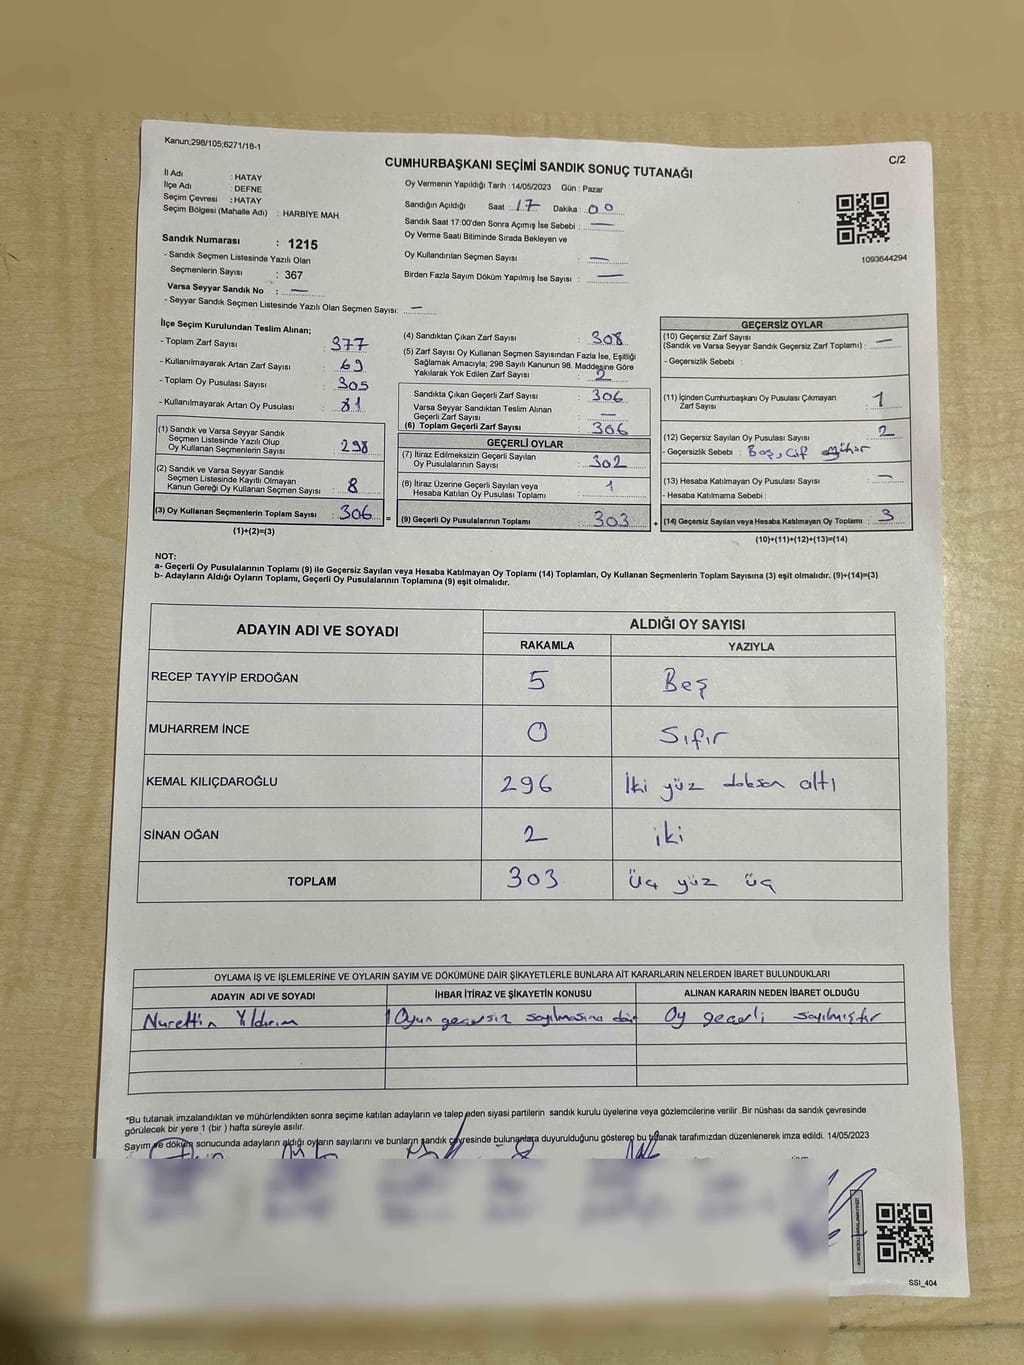 Kanun;298/105;6271/18-1
C/2
CUMHURBAŞKANI SEÇİMİ SANDIK SONUÇ TUTANAĞI
İl Adı : HATAY
İlçe Adı : DEFNE
Seçim Çevresi : HATAY
Seçim Bölgesi (Mahalle Adı) : HARBİYE MAH.
Sandık Numarası : 1215
- Sandık Seçmen Listesinde Yazılı Olan
Seçmenlerin Sayısı : 367
Varsa Seyyar Sandık No : —
- Seyyar Sandık Seçmen Listesinde Yazılı Olan Seçmen Sayısı: —
Oy Vermenin Yapıldığı Tarih : 14/05/2023 Gün : Pazar
Sandığın Açıldığı Saat : 17 Dakika : 00
Sandık Saat 17:00'den Sonra Açımış İse Sebebi : —
Oy Verme Saati Bitiminde Sırada Bekleyen ve
Oy Kullandırılan Seçmen Sayısı : —
Birden Fazla Sayım Döküm Yapılmış İse Sayısı : —
1093644294
İlçe Seçim Kurulundan Teslim Alınan;
- Toplam Zarf Sayısı : 377
- Kullanılmayarak Artan Zarf Sayısı : 69
- Toplam Oy Pusulası Sayısı : 305
- Kullanılmayarak Artan Oy Pusulası : 81
(1) Sandık ve Varsa Seyyar Sandık
Seçmen Listesinde Yazılı Olup
Oy Kullanan Seçmenlerin Sayısı : 298
(2) Sandık ve Varsa Seyyar Sandık
Seçmen Listesinde Kayıtlı Olmayan
Kanun Gereği Oy Kullanan Seçmen Sayısı : 8
(3) Oy Kullanan Seçmenlerin Toplam Sayısı : 306
(1)+(2)=(3)
(4) Sandıktan Çıkan Zarf Sayısı : 308
(5) Zarf Sayısı Oy Kullanan Seçmen Sayısından Fazla İse, Eşitliği
Sağlamak Amacıyla; 298 Sayılı Kanunun 98. Maddesine Göre
Yakılarak Yok Edilen Zarf Sayısı : 2
Sandıkta Çıkan Geçerli Zarf Sayısı : 306
Varsa Seyyar Sandıktan Teslim Alınan
Geçerli Zarf Sayısı : —
(6) Toplam Geçerli Zarf Sayısı : 306
GEÇERLİ OYLAR
(7) İtiraz Edilmeksizin Geçerli Sayılan
Oy Pusulalarının Sayısı : 302
(8) İtiraz Üzerine Geçerli Sayılan veya
Hesaba Katılan Oy Pusulası Toplamı : 1
= (9) Geçerli Oy Pusulalarının Toplamı : 303 +
GEÇERSİZ OYLAR
(10) Geçersiz Zarf Sayısı
(Sandık ve Varsa Seyyar Sandık Geçersiz Zarf Toplamı) : —
- Geçersizlik Sebebi :
(11) İçinden Cumhurbaşkanı Oy Pusulası Çıkmayan
Zarf Sayısı : 1
(12) Geçersiz Sayılan Oy Pusulası Sayısı : 2
- Geçersizlik Sebebi : Boş, Çif mühür
(13) Hesaba Katılmayan Oy Pusulası Sayısı : —
- Hesaba Katılmama Sebebi :
(14) Geçersiz Sayılan veya Hesaba Katılmayan Oy Toplamı : 3
(10)+(11)+(12)+(13)=(14)
NOT:
a- Geçerli Oy Pusulalarının Toplamı (9) ile Geçersiz Sayılan veya Hesaba Katılmayan Oy Toplamı (14) Toplamları, Oy Kullanan Seçmenlerin Toplam Sayısına (3) eşit olmalıdır. (9)+(14)=(3)
b- Adayların Aldığı Oyların Toplamı, Geçerli Oy Pusulalarının Toplamına (9) eşit olmalıdır.
ADAYIN ADI VE SOYADI ALDIĞI OY SAYISI
RAKAMLA YAZIYLA
RECEP TAYYİP ERDOĞAN 5 Beş
MUHARREM İNCE 0 Sıfır
KEMAL KILIÇDAROĞLU 296 İki yüz doksan altı
SİNAN OĞAN 2 iki
TOPLAM 303 Üç yüz üç
OYLAMA İŞ VE İŞLEMLERİNE VE OYLARIN SAYIM VE DÖKÜMÜNE DAİR ŞİKAYETLERLE BUNLARA AİT KARARLARIN NELERDEN İBARET BULUNDUKLARI
ADAYIN ADI VE SOYADI İHBAR İTİRAZ VE ŞİKAYETİN KONUSU ALINAN KARARIN NEDEN İBARET OLDUĞU
Nurettin Yıldırım 1 Oyun geçersiz sayılmasına dair Oy geçerli sayılmıştır
*Bu tutanak imzalandıktan ve mühürlendikten sonra seçime katılan adayların ve talep eden siyasi partilerin sandık kurulu üyelerine veya gözlemcilerine verilir .Bir nüshası da sandık çevresinde
görülecek bir yere 1 (bir ) hafta süreyle asılır.
Sayım ve döküm sonucunda adayların aldığı oyların sayılarını ve bunların sandık çevresinde bulunanlara duyurulduğunu gösteren bu tutanak tarafımızdan düzenlenerek imza edildi. 14/05/2023
SSI_404